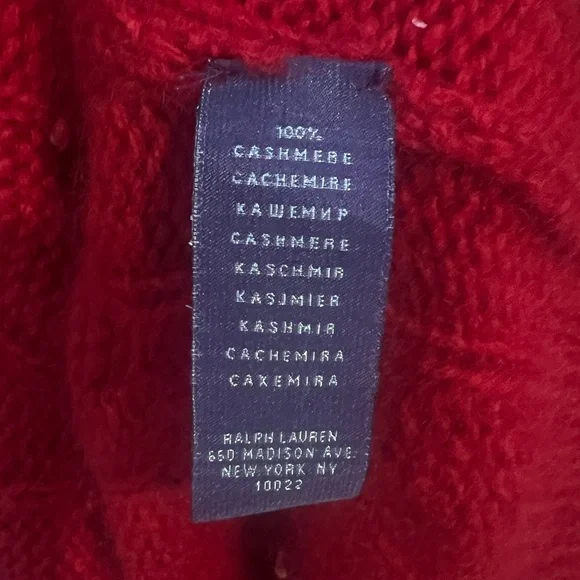 100%
CASHMERE
CACHEMIRE
КАШЕМИР
CASHMERE
KASCHMIR
KASJMIER
KASHMIR
CACHEMIRA
CAXEMIRA
RALPH LAUREN
650 MADISON AVE.
NEW YORK NY
10022